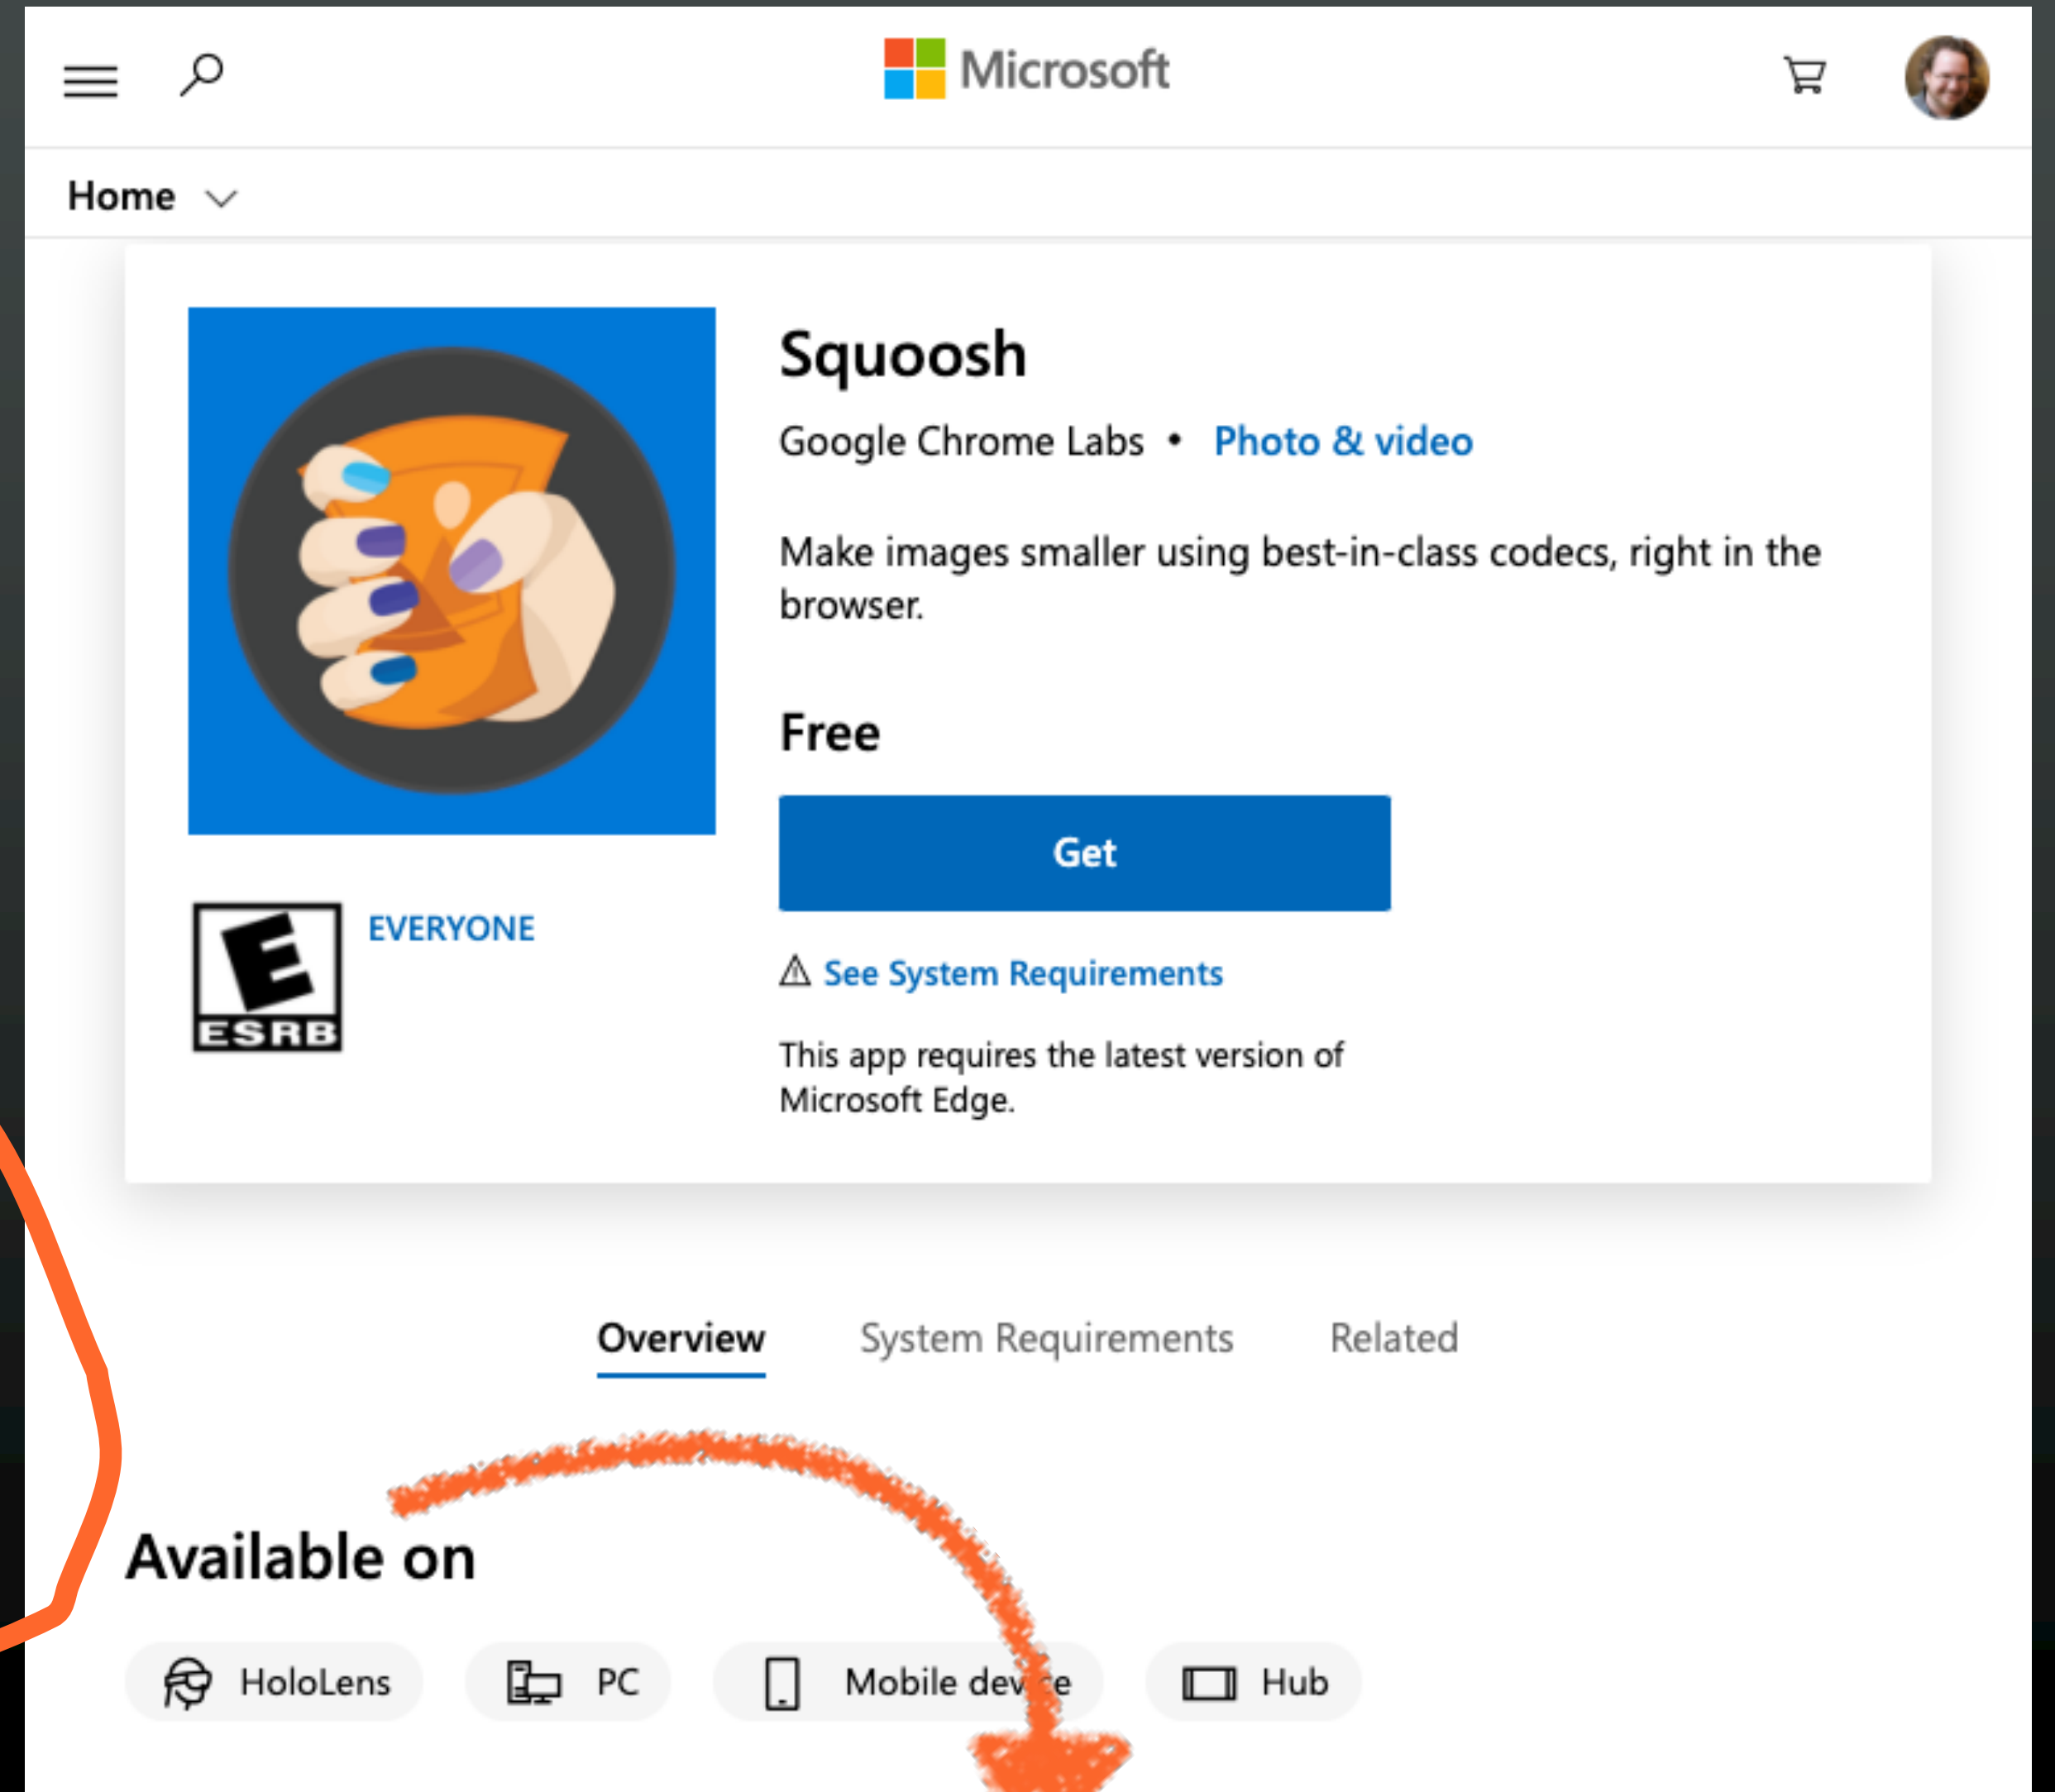 Microsoft
Home
Squoosh
Google Chrome Labs • Photo & video
Make images smaller using best-in-class codecs, right in the
browser.
Free
Get
E
ESRB
EVERYONE
See System Requirements
This app requires the latest version of
Microsoft Edge.
Overview System Requirements Related
Available on
HoloLens PC Mobile device Hub